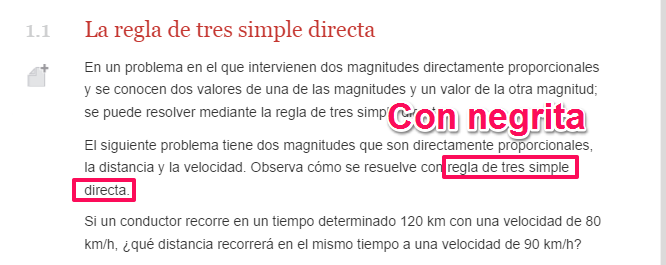 1.1 La regla de tres simple directa
En un problema en el que intervienen dos magnitudes directamente proporcionales
y se conocen dos valores de una de las magnitudes y un valor de la otra magnitud;
se puede resolver mediante la regla de tres
Con negrita
El siguiente problema tiene dos magnitudes que son directamente proporcionales,
la distancia y la velocidad. Observa cómo se resuelve con regla de tres simple
directa.
Si un conductor recorre en un tiempo determinado 120 km con una velocidad de 80
km/h, ¿qué distancia recorrerá en el mismo tiempo a una velocidad de 90 km/h?